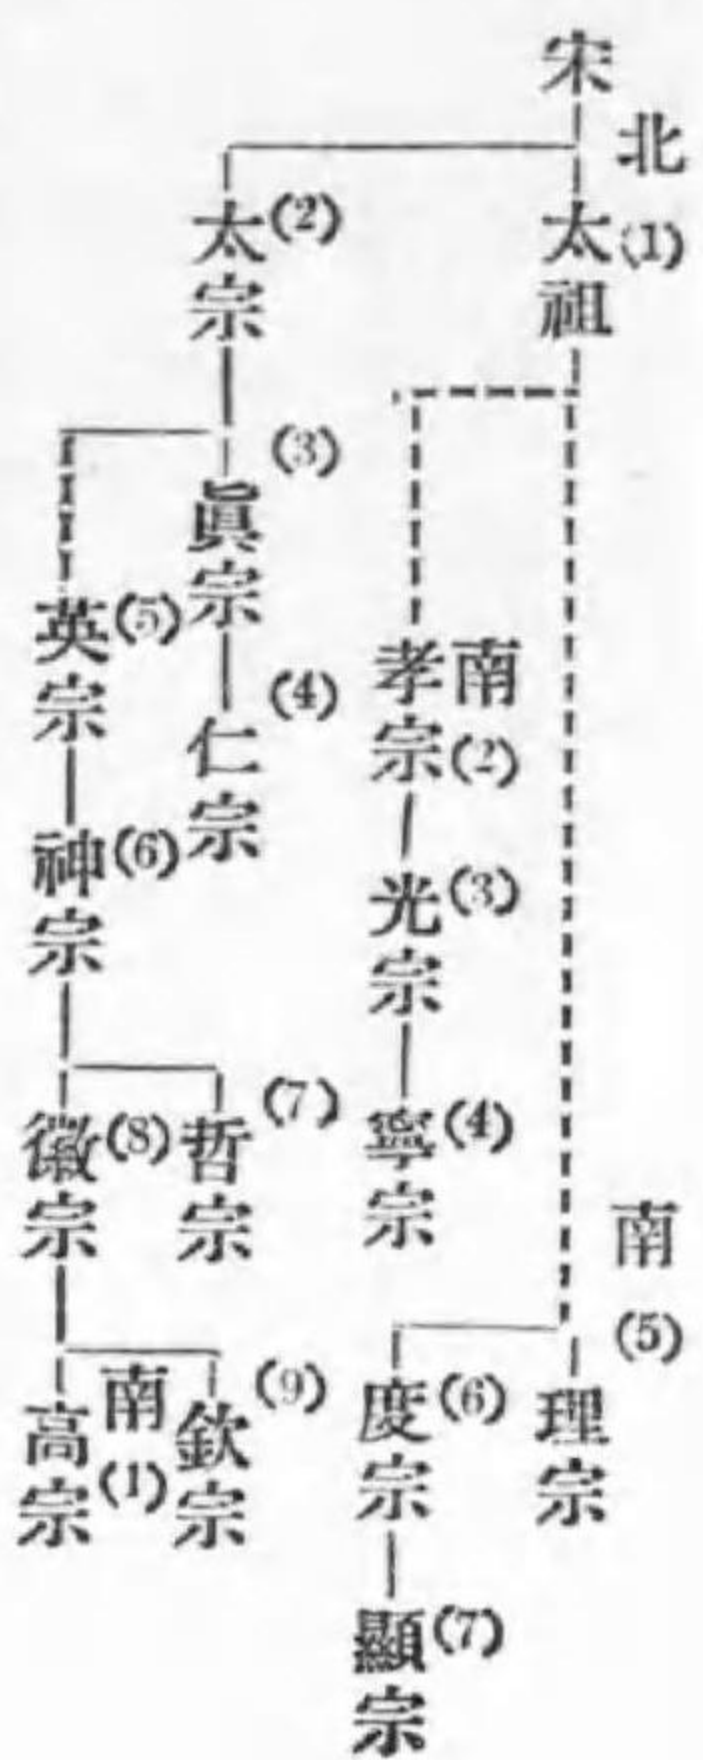 宋
北
太祖(1)
太宗(2)
眞宗(3)
仁宗(4)
英宗(5)
神宗(6)
哲宗(7)
徽宗(8)
欽宗(9)
南
高宗(1)
南
孝宗(2)
光宗(3)
寧宗(4)
南
理宗(5)
度宗(6)
顯宗(7)